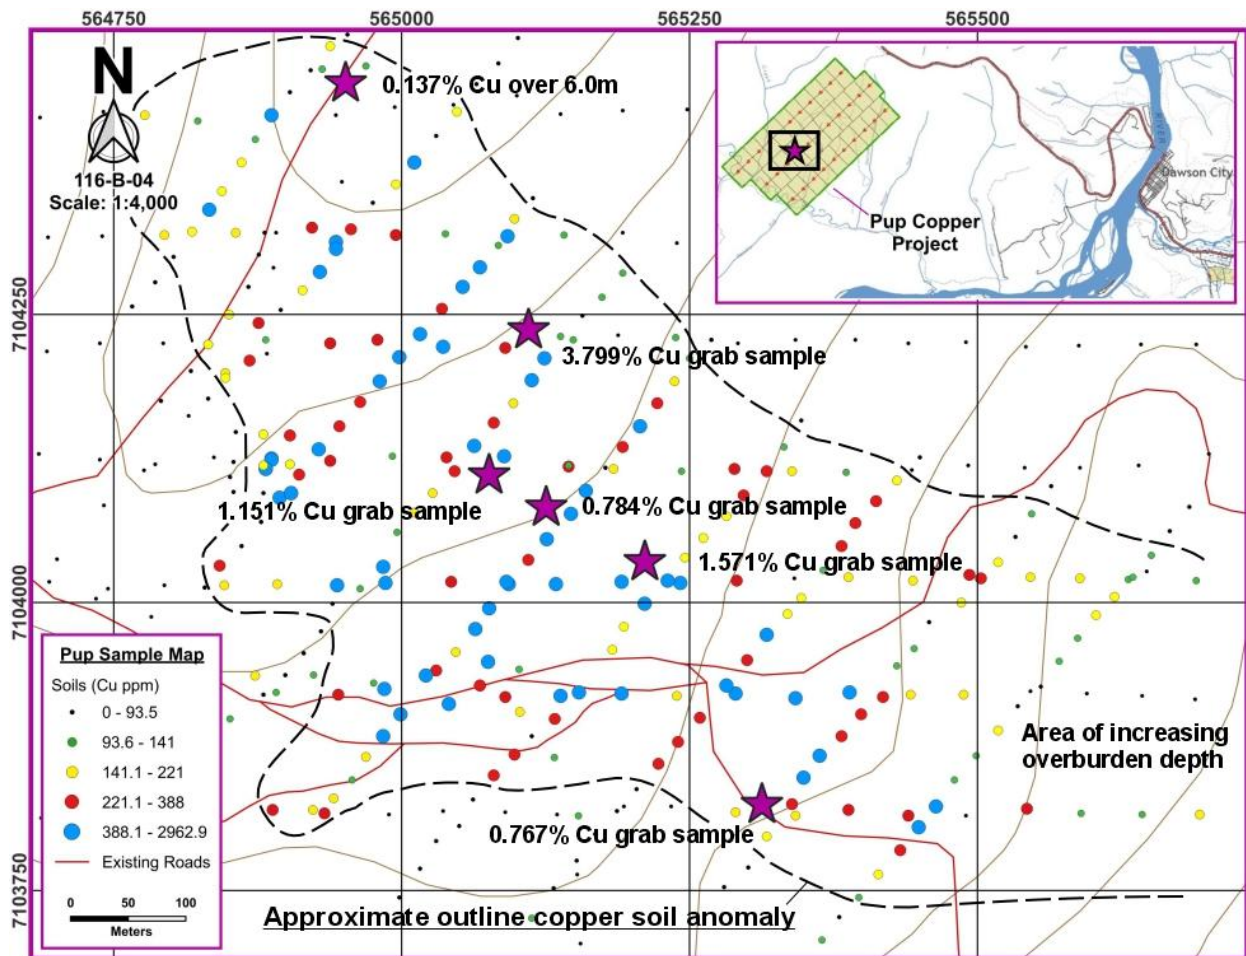 564750
565000
565250
565500
N
116-B-04
Scale: 1:4,000
0.137% Cu over 6.0m
RIVER
Dawson City
Pup Copper
Project
7104250
3.799% Cu grab sample
1.151% Cu grab sample
0.784% Cu grab sample
1.571% Cu grab sample
7104000
Pup Sample Map
Soils (Cu ppm)
0 - 93.5
93.6 - 141
141.1 - 221
221.1 - 388
388.1 - 2962.9
Existing Roads
0 50 100
Meters
Area of increasing
overburden depth
0.767% Cu grab sample
7103750
Approximate outline copper soil anomaly